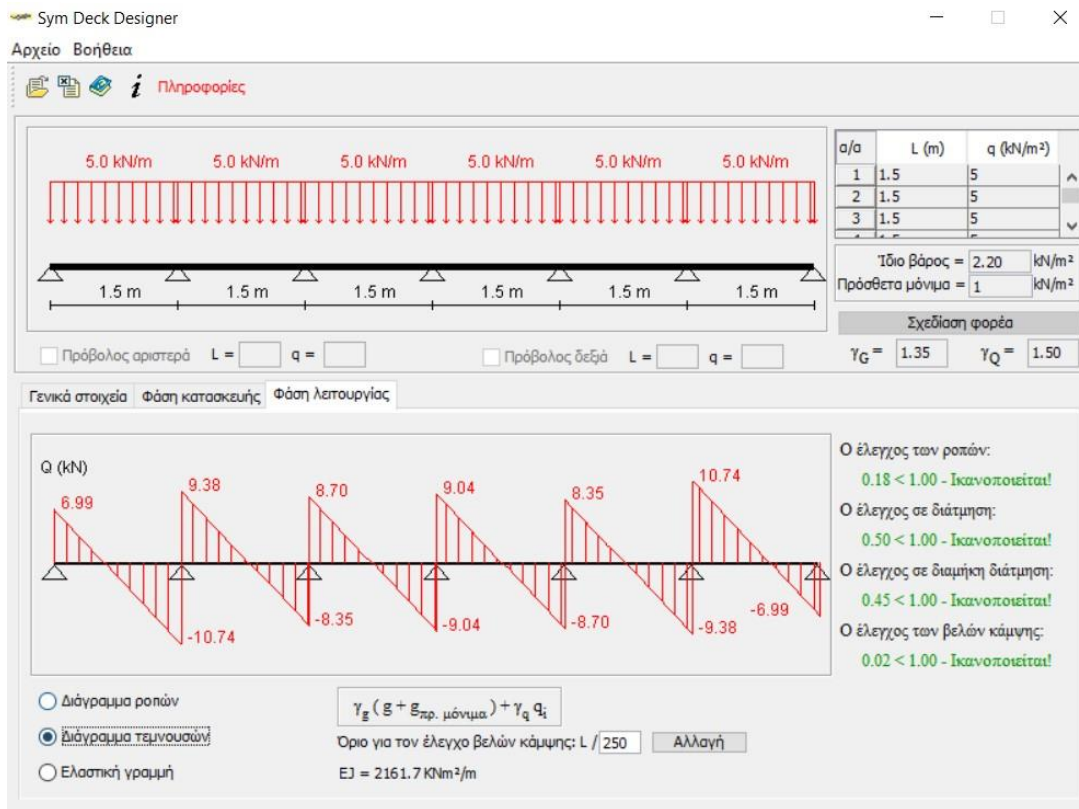 Sym Deck Designer
Αρχείο Βοήθεια
i Πληροφορίες
5.0 kN/m 5.0 kN/m 5.0 kN/m 5.0 kN/m 5.0 kN/m 5.0 kN/m
1.5 m 1.5 m 1.5 m 1.5 m 1.5 m 1.5 m
α/α L (m) q (kN/m²)
1 1.5 5
2 1.5 5
3 1.5 5
Ίδιο βάρος = 2.20 kN/m²
Πρόσθετα μόνιμα = 1 kN/m²
Σχεδίαση φορέα
Πρόβολος αριστερά L = q = Πρόβολος δεξιά L = q =
γG = 1.35 γQ = 1.50
Γενικά στοιχεία Φάση κατασκευής Φάση λειτουργίας
Q (kN)
6.99 9.38 8.70 9.04 8.35 10.74
-10.74 -8.35 -9.04 -8.70 -9.38 -6.99
Ο έλεγχος των ροπών:
0.18 < 1.00 - Ικανοποιείται!
Ο έλεγχος σε διάτμηση:
0.50 < 1.00 - Ικανοποιείται!
Ο έλεγχος σε διαμήκη διάτμηση:
0.45 < 1.00 - Ικανοποιείται!
Ο έλεγχος των βελών κάμψης:
0.02 < 1.00 - Ικανοποιείται!
Διάγραμμα ροπών
Διάγραμμα τεμνουσών
Ελαστική γραμμή
γg ( g + gπρ. μόνιμα ) + γq qi
Όριο για τον έλεγχο βελών κάμψης: L / 250 Αλλαγή
EJ = 2161.7 KNm²/m